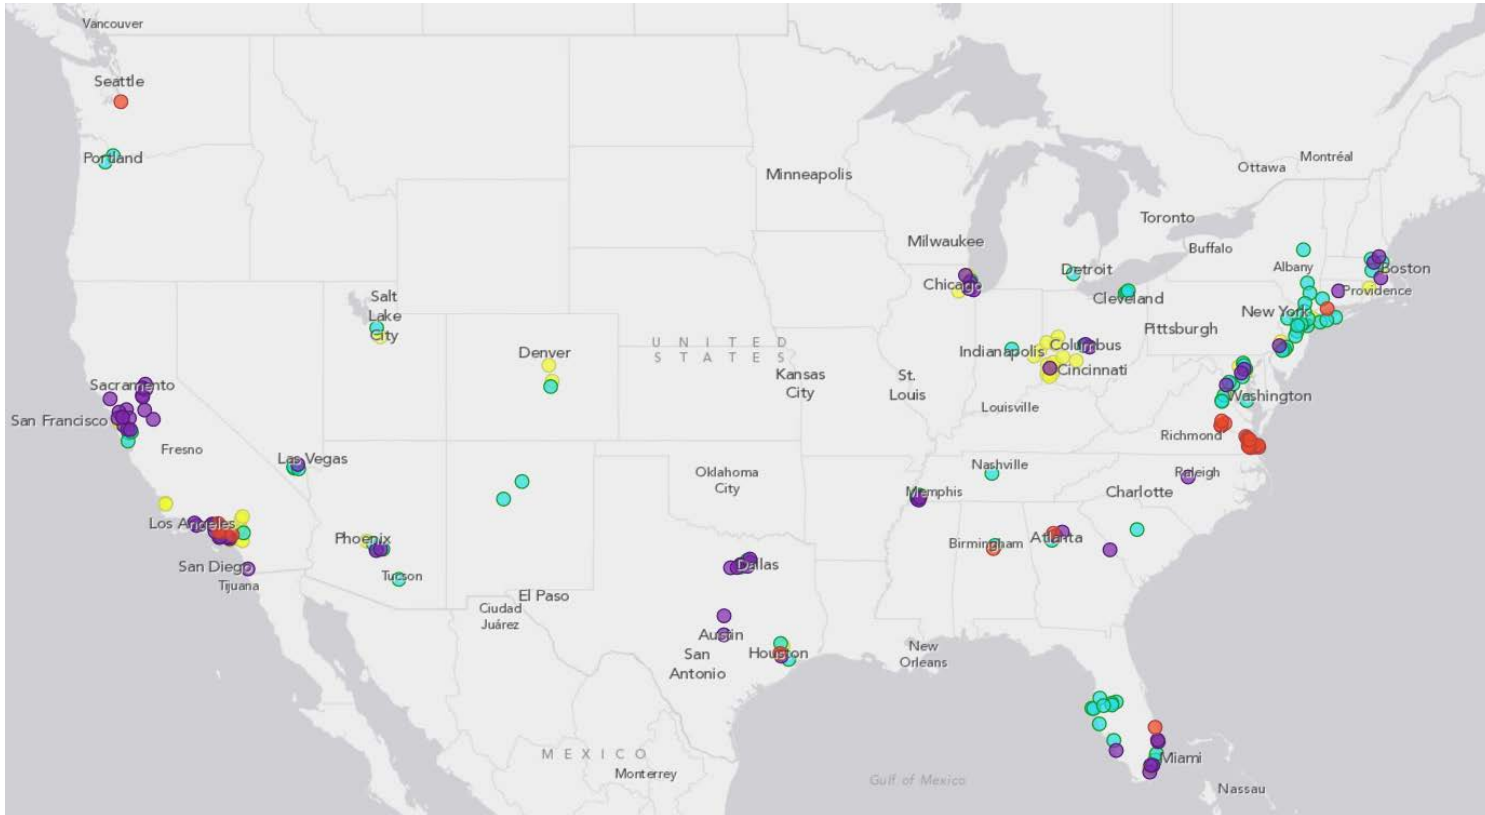 Vancouver
Seattle
Portland
Minneapolis
Ottawa
Montréal
Toronto
Milwaukee
Buffalo
Albany
Boston
Detroit
Chicago
Cleveland
Providence
Salt
Lake
City
New York
Pittsburgh
Denver
UNITED
STATES
Indianapolis
Columbus
Kansas
City
St.
Louis
Cincinnati
Sacramento
Washington
Louisville
San Francisco
Fresno
Richmond
Las Vegas
Oklahoma
City
Nashville
Raleigh
Memphis
Charlotte
Los Angeles
Phoenix
Birmingham
Atlanta
San Diego
Tijuana
Tucson
Dallas
El Paso
Ciudad
Juárez
Austin
San
Antonio
Houston
New
Orleans
MEXICO
Monterrey
Gulf of Mexico
Miami
Nassau